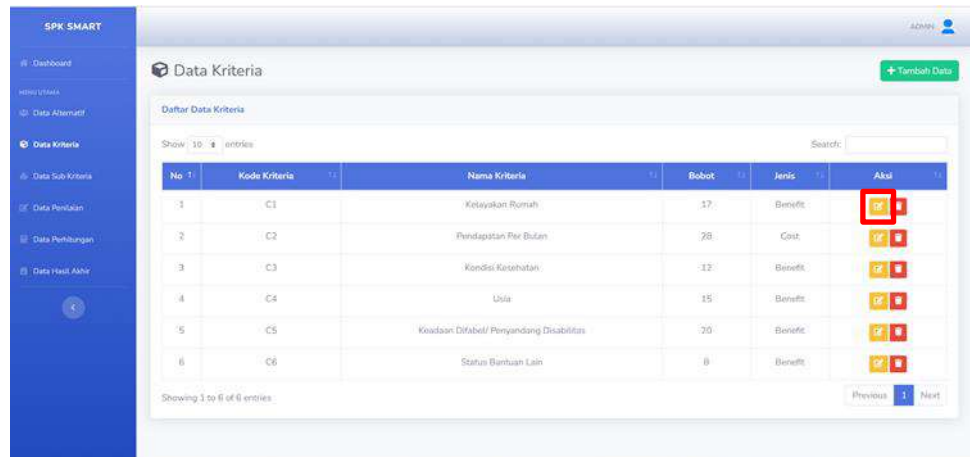 SPK SMART
ADMIN
Dashboard
Data Kriteria
+ Tambah Data
MENU UTAMA
Data Alternatif
Daftar Data Kriteria
Data Kriteria
Show 10 entries
Search:
Data Sub Kriteria
No Kode Kriteria Nama Kriteria Bobot Jenis Aksi
Data Penilaian
1 C1 Kelayakan Rumah 17 Benefit
Data Perhitungan
2 C2 Pendapatan Per Bulan 28 Cost
Data Hasil Akhir
3 C3 Kondisi Kesehatan 12 Benefit
4 C4 Usia 15 Benefit
5 C5 Keadaan Difabel/ Penyandang Disabilitas 20 Benefit
6 C6 Status Bantuan Lain 8 Benefit
Showing 1 to 6 of 6 entries
Previous 1 Next